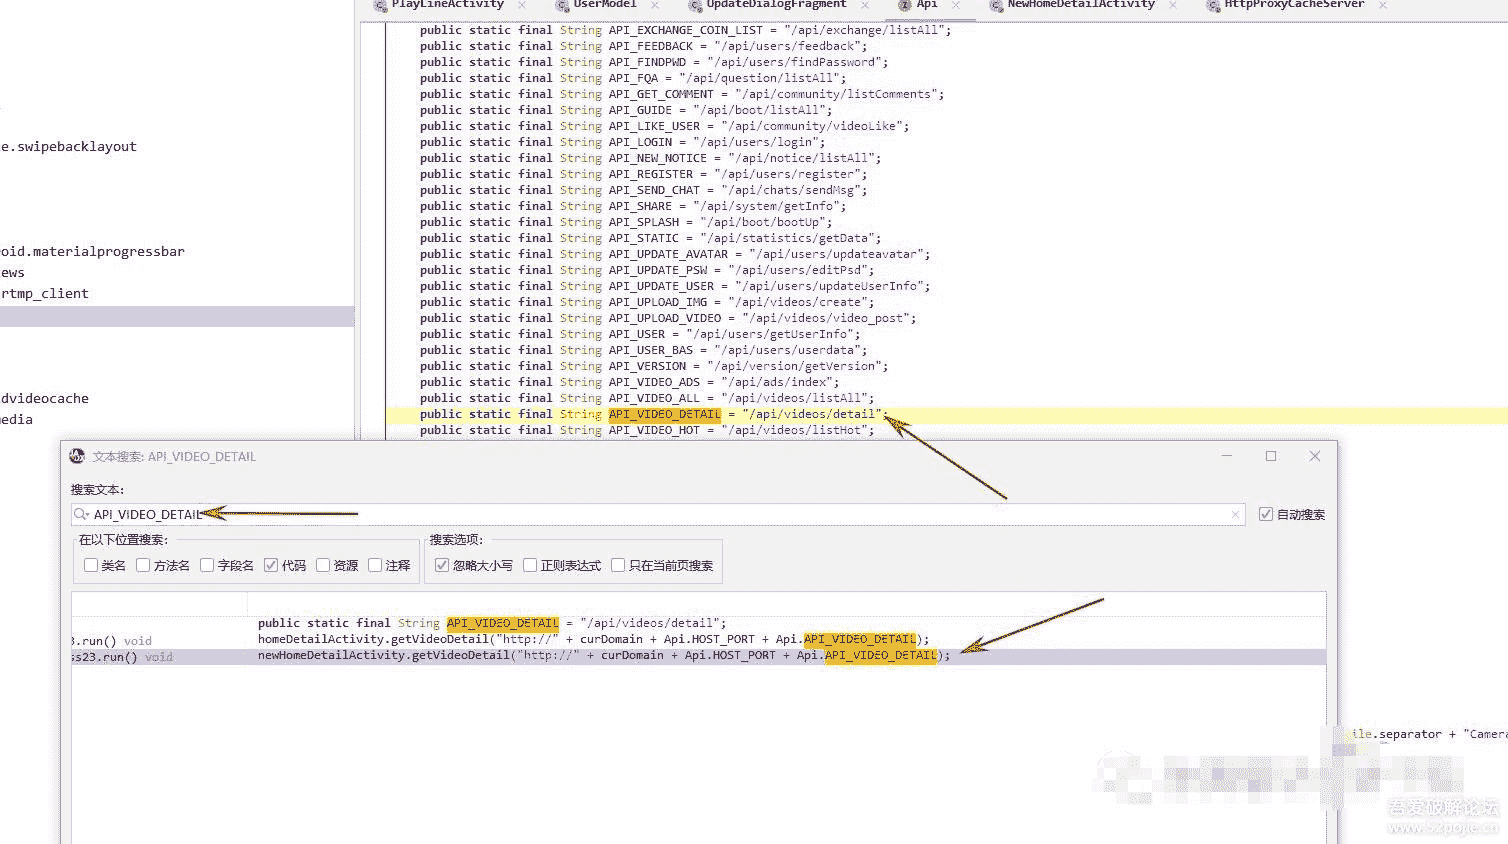 PlayLineActivity UserModel UpdateDialogFragment Api NewHomeDetailActivity HttpProxyCacheServer
public static final String API_EXCHANGE_COIN_LIST = "/api/exchange/listAll";
public static final String API_FEEDBACK = "/api/users/feedback";
public static final String API_FINDPWD = "/api/users/findPassword";
public static final String API_FQA = "/api/question/listAll";
public static final String API_GET_COMMENT = "/api/community/listComments";
public static final String API_GUIDE = "/api/boot/listAll";
public static final String API_LIKE_USER = "/api/community/videoLike";
public static final String API_LOGIN = "/api/users/login";
public static final String API_NEW_NOTICE = "/api/notice/listAll";
public static final String API_REGISTER = "/api/users/register";
public static final String API_SEND_CHAT = "/api/chats/sendMsg";
public static final String API_SHARE = "/api/system/getInfo";
public static final String API_SPLASH = "/api/boot/bootUp";
public static final String API_STATIC = "/api/statistics/getData";
public static final String API_UPDATE_AVATAR = "/api/users/updateavatar";
public static final String API_UPDATE_PSW = "/api/users/editPsd";
public static final String API_UPDATE_USER = "/api/users/updateUserInfo";
public static final String API_UPLOAD_IMG = "/api/videos/create";
public static final String API_UPLOAD_VIDEO = "/api/videos/video_post";
public static final String API_USER = "/api/users/getUserInfo";
public static final String API_USER_BAS = "/api/users/userdata";
public static final String API_VERSION = "/api/version/getVersion";
public static final String API_VIDEO_ADS = "/api/ads/index";
public static final String API_VIDEO_ALL = "/api/videos/listAll";
public static final String API_VIDEO_DETAIL = "/api/videos/detail";
public static final String API_VIDEO_HOT = "/api/videos/listHot";
e.swipebacklayout
oid.materialprogressbar
ews
rtmp_client
dvideocache
edia
文本搜索: API_VIDEO_DETAIL
搜索文本:
API_VIDEO_DETAIL
自动搜索
在以下位置搜索: 搜索选项:
类名 方法名 字段名 代码 资源 注释 忽略大小写 正则表达式 只在当前页搜索
public static final String API_VIDEO_DETAIL = "/api/videos/detail";
3.run() void homeDetailActivity.getVideoDetail("http://" + curDomain + Api.HOST_PORT + Api.API_VIDEO_DETAIL);
ss23.run() void newHomeDetailActivity.getVideoDetail("http://" + curDomain + Api.HOST_PORT + Api.API_VIDEO_DETAIL);
ile.separator + "Camera
吾爱破解论坛
www.52pojie.cn